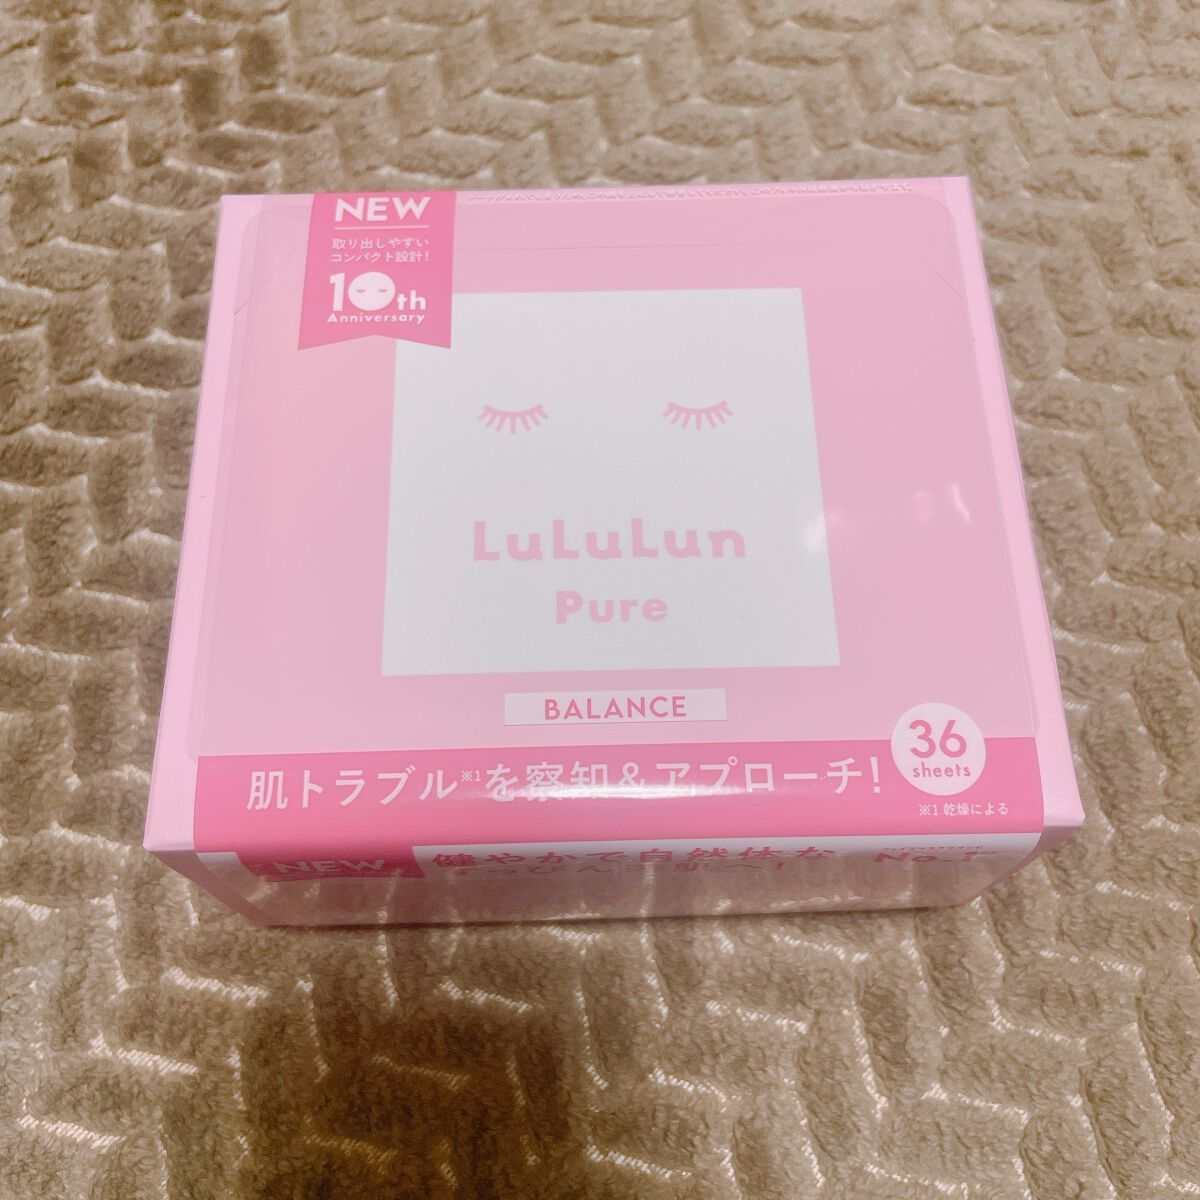 NEW
取り出しやすい
コンパクト設計!
10th
Anniversary
LuLuLun
Pure
BALANCE
36
sheets
肌トラブル※1を察知&アプローチ!
※1 乾燥による
NEW
健やかで自然体な
No.1